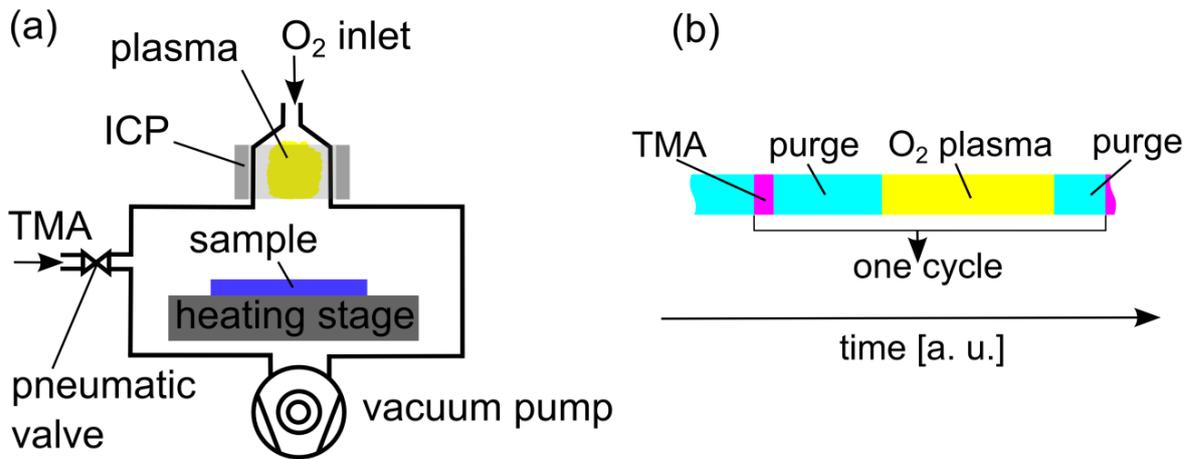 (a)
plasma
O₂ inlet
ICP
TMA
sample
heating stage
pneumatic
valve
vacuum pump
(b)
TMA
purge
O₂ plasma
purge
one cycle
time [a. u.]